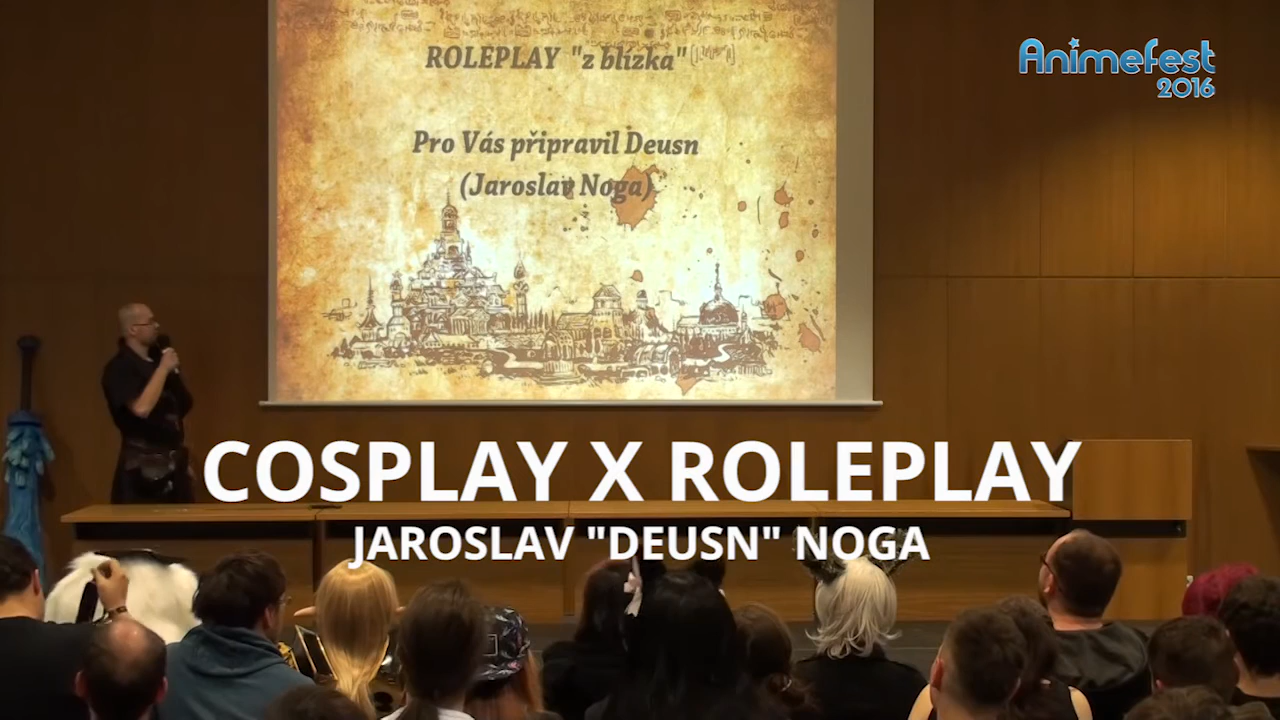 ROLEPLAY "z blízka"
Animefest
2016
Pro Vás připravil Deusn
(Jaroslav Noga)
COSPLAY X ROLEPLAY
JAROSLAV "DEUSN" NOGA